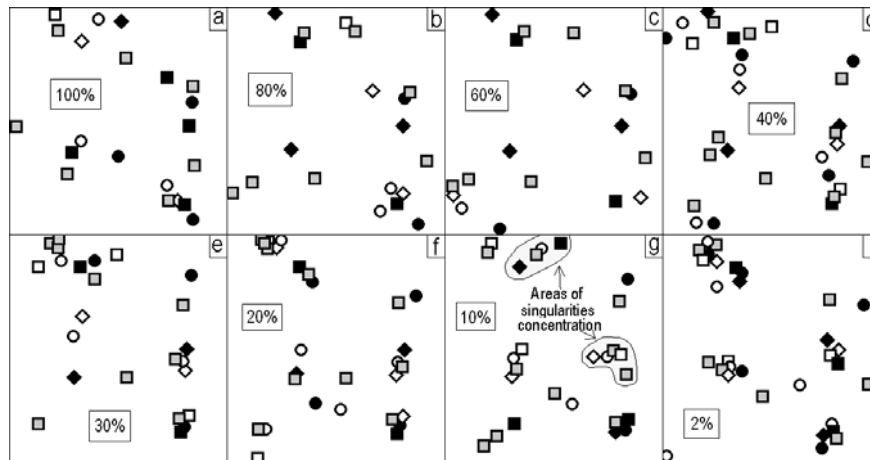 a
100%
b
80%
c
60%
40%
e
30%
f
20%
g
10%
Areas of
singularities
concentration
2%